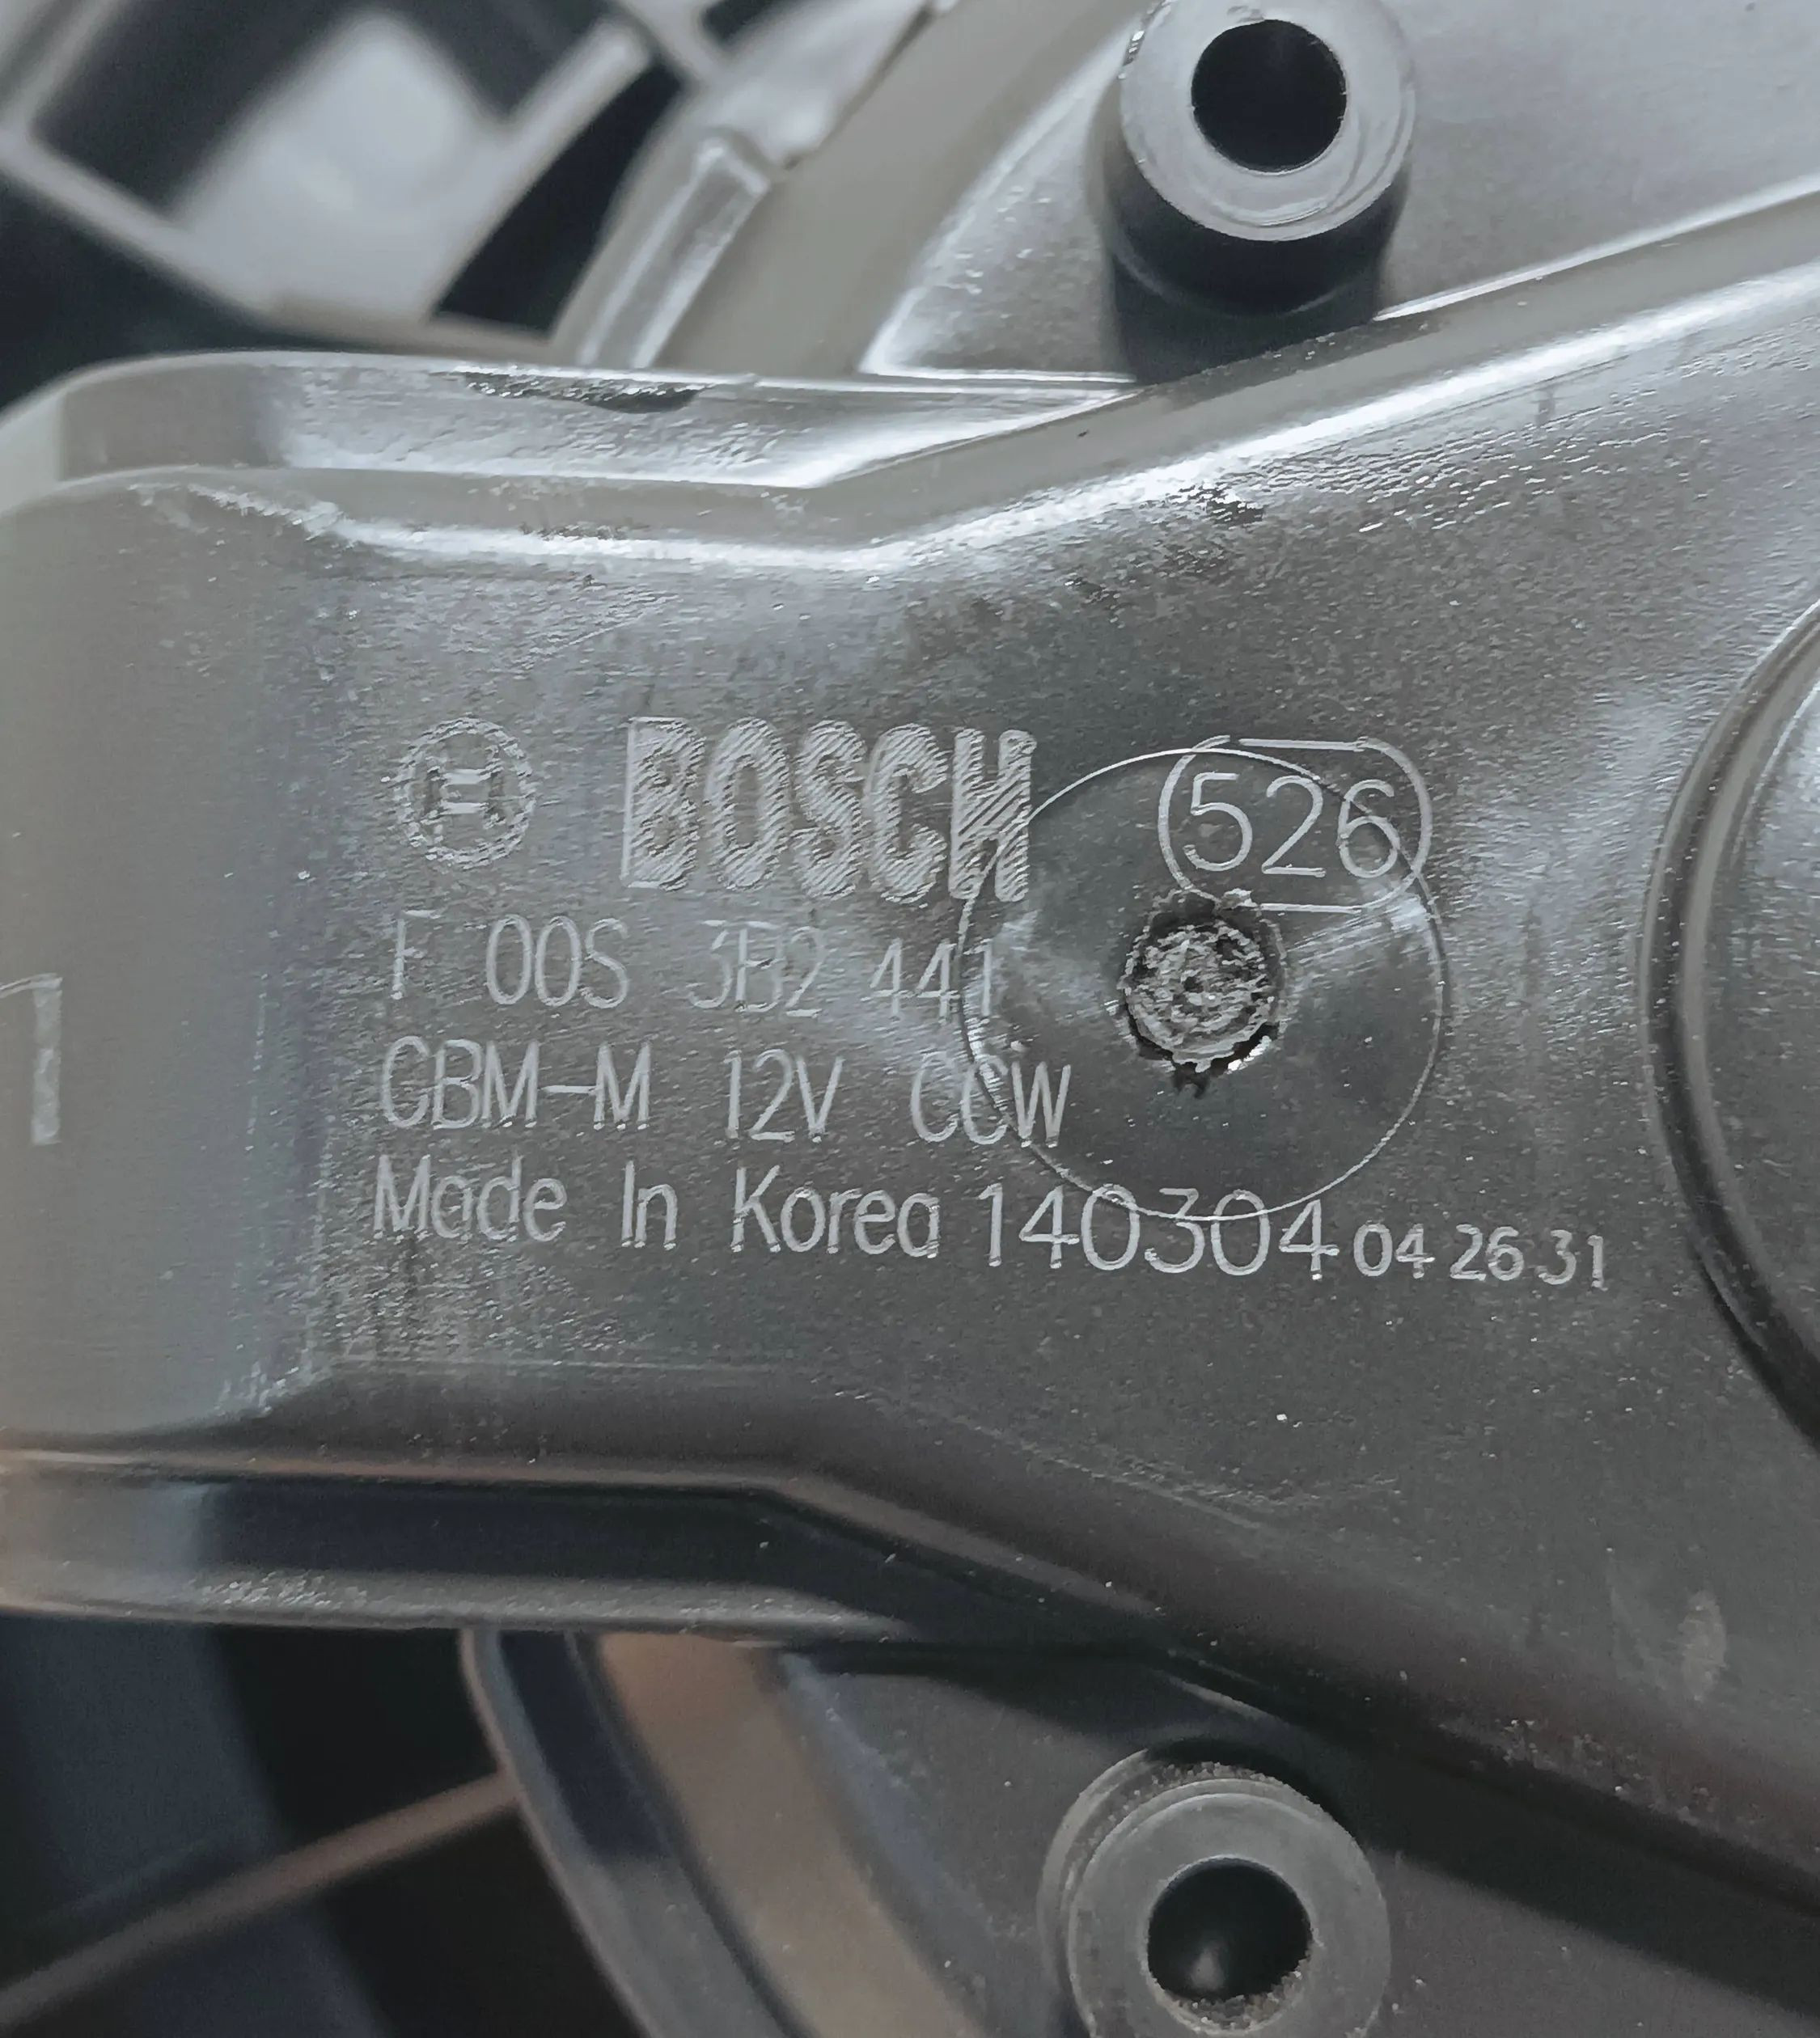 BOSCH 526
F 00S 3B2 441
CBM-M 12V CCW
Made In Korea 140304 04 26 31